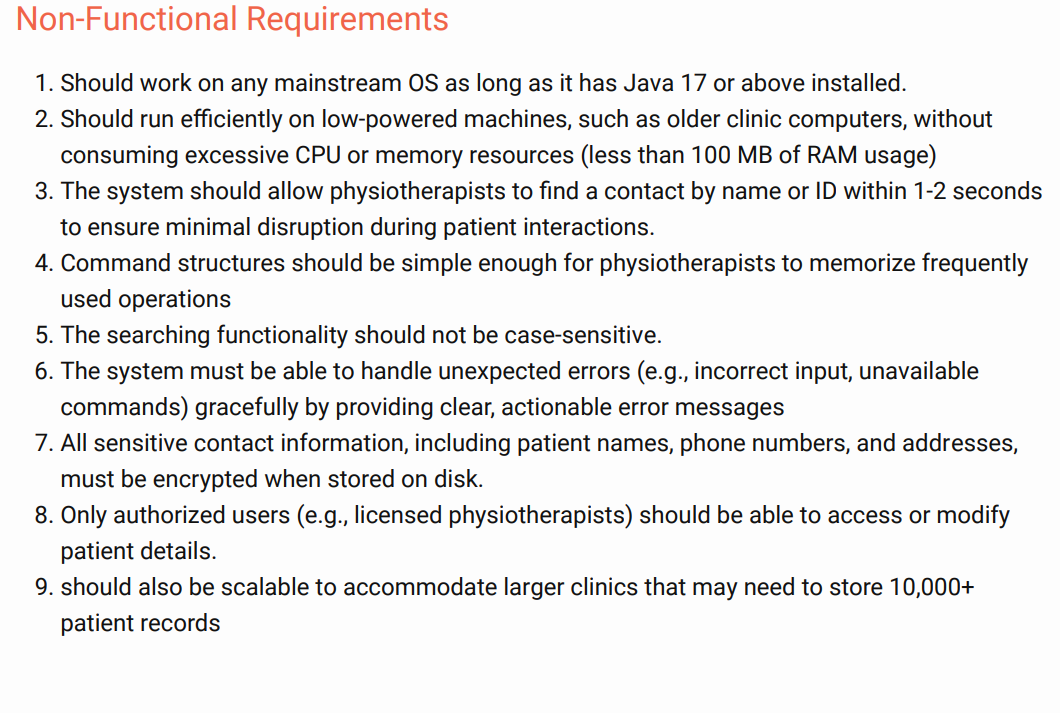 Non-Functional Requirements
1. Should work on any mainstream OS as long as it has Java 17 or above installed.
2. Should run efficiently on low-powered machines, such as older clinic computers, without
consuming excessive CPU or memory resources (less than 100 MB of RAM usage)
3. The system should allow physiotherapists to find a contact by name or ID within 1-2 seconds
to ensure minimal disruption during patient interactions.
4. Command structures should be simple enough for physiotherapists to memorize frequently
used operations
5. The searching functionality should not be case-sensitive.
6. The system must be able to handle unexpected errors (e.g., incorrect input, unavailable
commands) gracefully by providing clear, actionable error messages
7. All sensitive contact information, including patient names, phone numbers, and addresses,
must be encrypted when stored on disk.
8. Only authorized users (e.g., licensed physiotherapists) should be able to access or modify
patient details.
9. should also be scalable to accommodate larger clinics that may need to store 10,000+
patient records